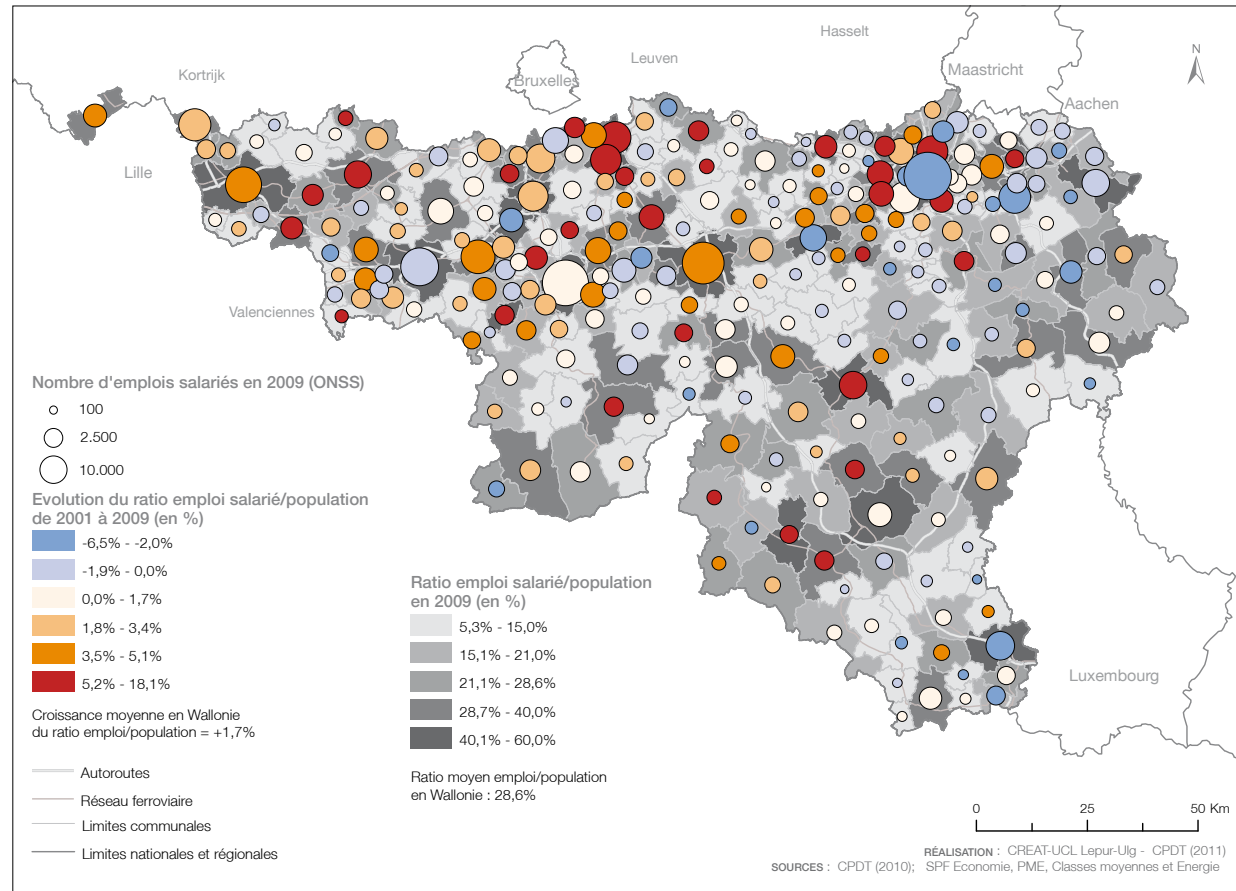 Hasselt
Leuven
Kortrijk
Bruxelles
Maastricht
N
Aachen
Lille
Valenciennes
Luxembourg
Nombre d'emplois salariés en 2009 (ONSS)
100
2.500
10.000
Evolution du ratio emploi salarié/population
de 2001 à 2009 (en %)
-6,5% - -2,0%
-1,9% - 0,0%
0,0% - 1,7%
1,8% - 3,4%
3,5% - 5,1%
5,2% - 18,1%
Croissance moyenne en Wallonie
du ratio emploi/population = +1,7%
Autoroutes
Réseau ferroviaire
Limites communales
Limites nationales et régionales
Ratio emploi salarié/population
en 2009 (en %)
5,3% - 15,0%
15,1% - 21,0%
21,1% - 28,6%
28,7% - 40,0%
40,1% - 60,0%
Ratio moyen emploi/population
en Wallonie : 28,6%
0 25 50 Km
RÉALISATION : CREAT-UCL Lepur-Ulg - CPDT (2011)
SOURCES : CPDT (2010); SPF Economie, PME, Classes moyennes et Energie